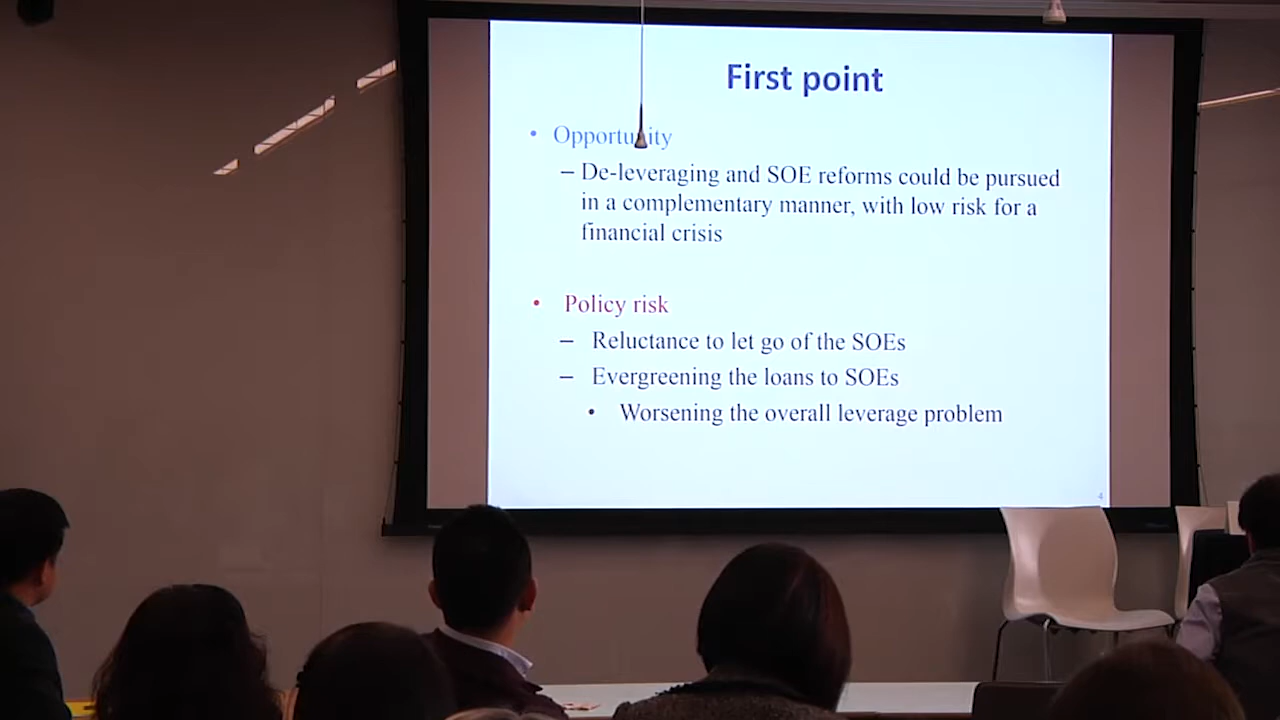 First point
• Opportunity
– De-leveraging and SOE reforms could be pursued
in a complementary manner, with low risk for a
financial crisis
• Policy risk
– Reluctance to let go of the SOEs
– Evergreening the loans to SOEs
• Worsening the overall leverage problem
4